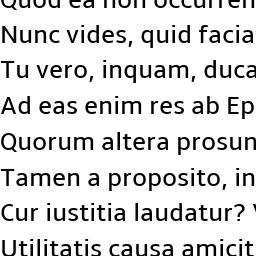 Quod ea non occurren
Nunc vides, quid facia
Tu vero, inquam, duca
Ad eas enim res ab Ep
Quorum altera prosun
Tamen a proposito, in
Cur iustitia laudatur?
Utilitatis causa amicit